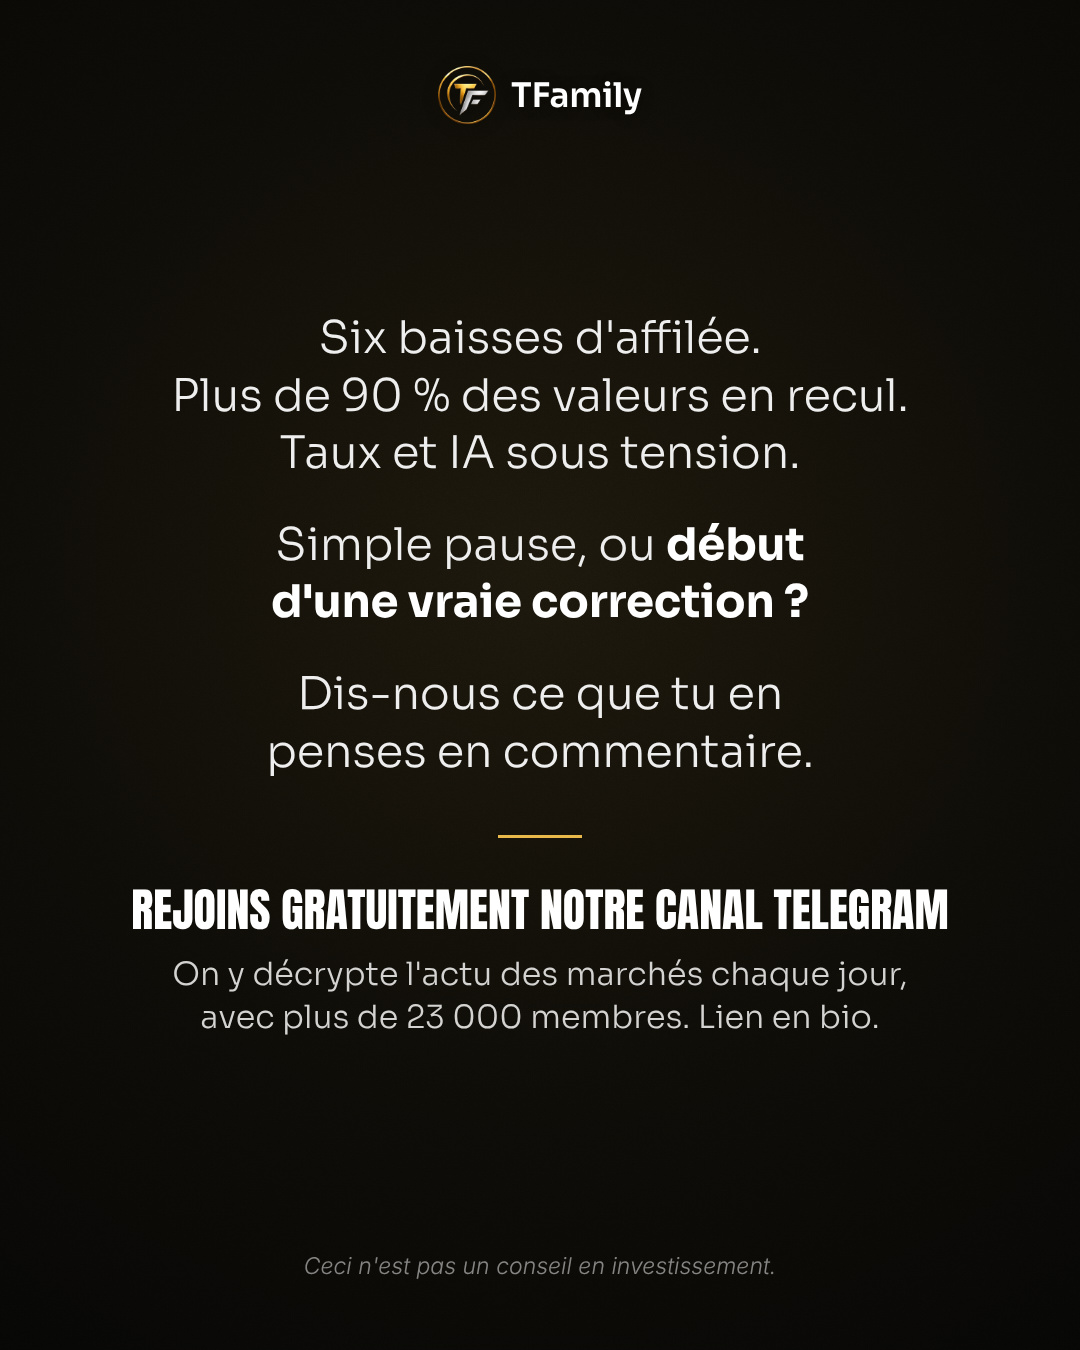 TF TFamily
Six baisses d'affilée.
Plus de 90 % des valeurs en recul.
Taux et IA sous tension.
Simple pause, ou début
d'une vraie correction ?
Dis-nous ce que tu en
penses en commentaire.
REJOINS GRATUITEMENT NOTRE CANAL TELEGRAM
On y décrypte l'actu des marchés chaque jour,
avec plus de 23 000 membres. Lien en bio.
Ceci n'est pas un conseil en investissement.